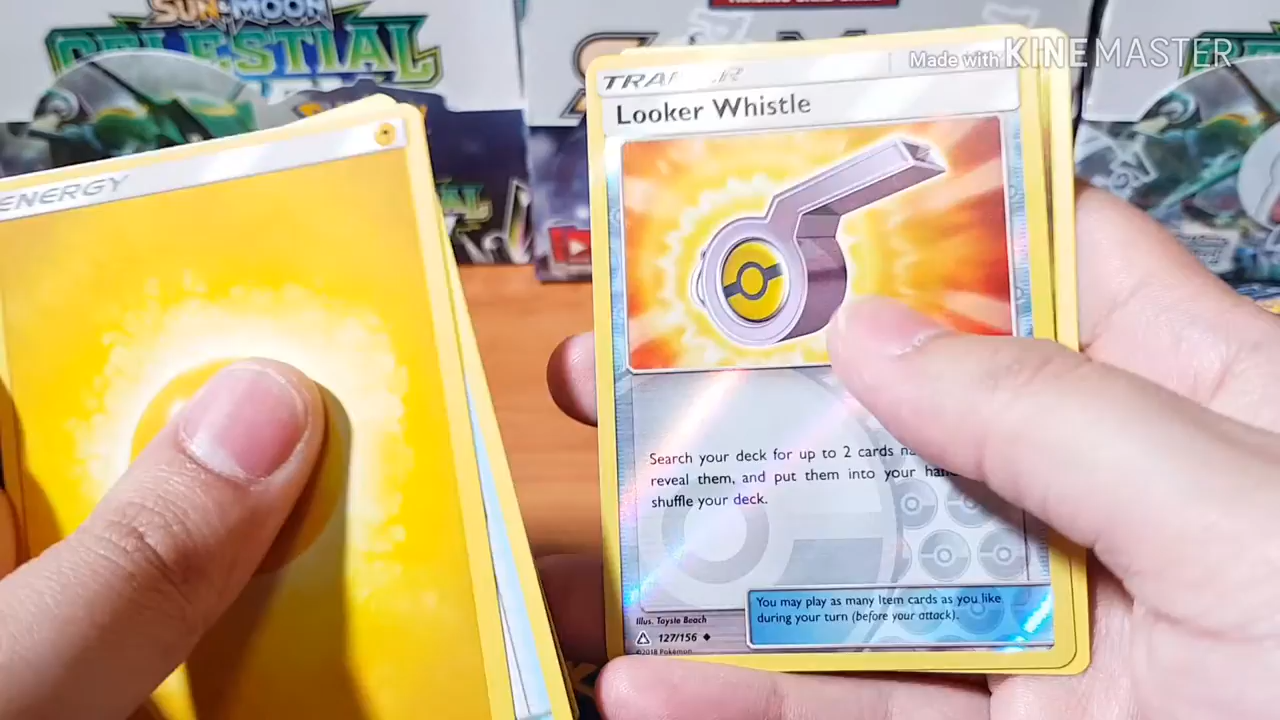 SUN & MOON
CELESTIAL
Made with KINEMASTER
ENERGY
Looker Whistle
Search your deck for up to 2 cards
reveal them, and put them into your
shuffle your deck.
You may play as many Item cards as you like
during your turn (before your attack).
Illus. Toyste Beach
127/156
©2018 Pokémon